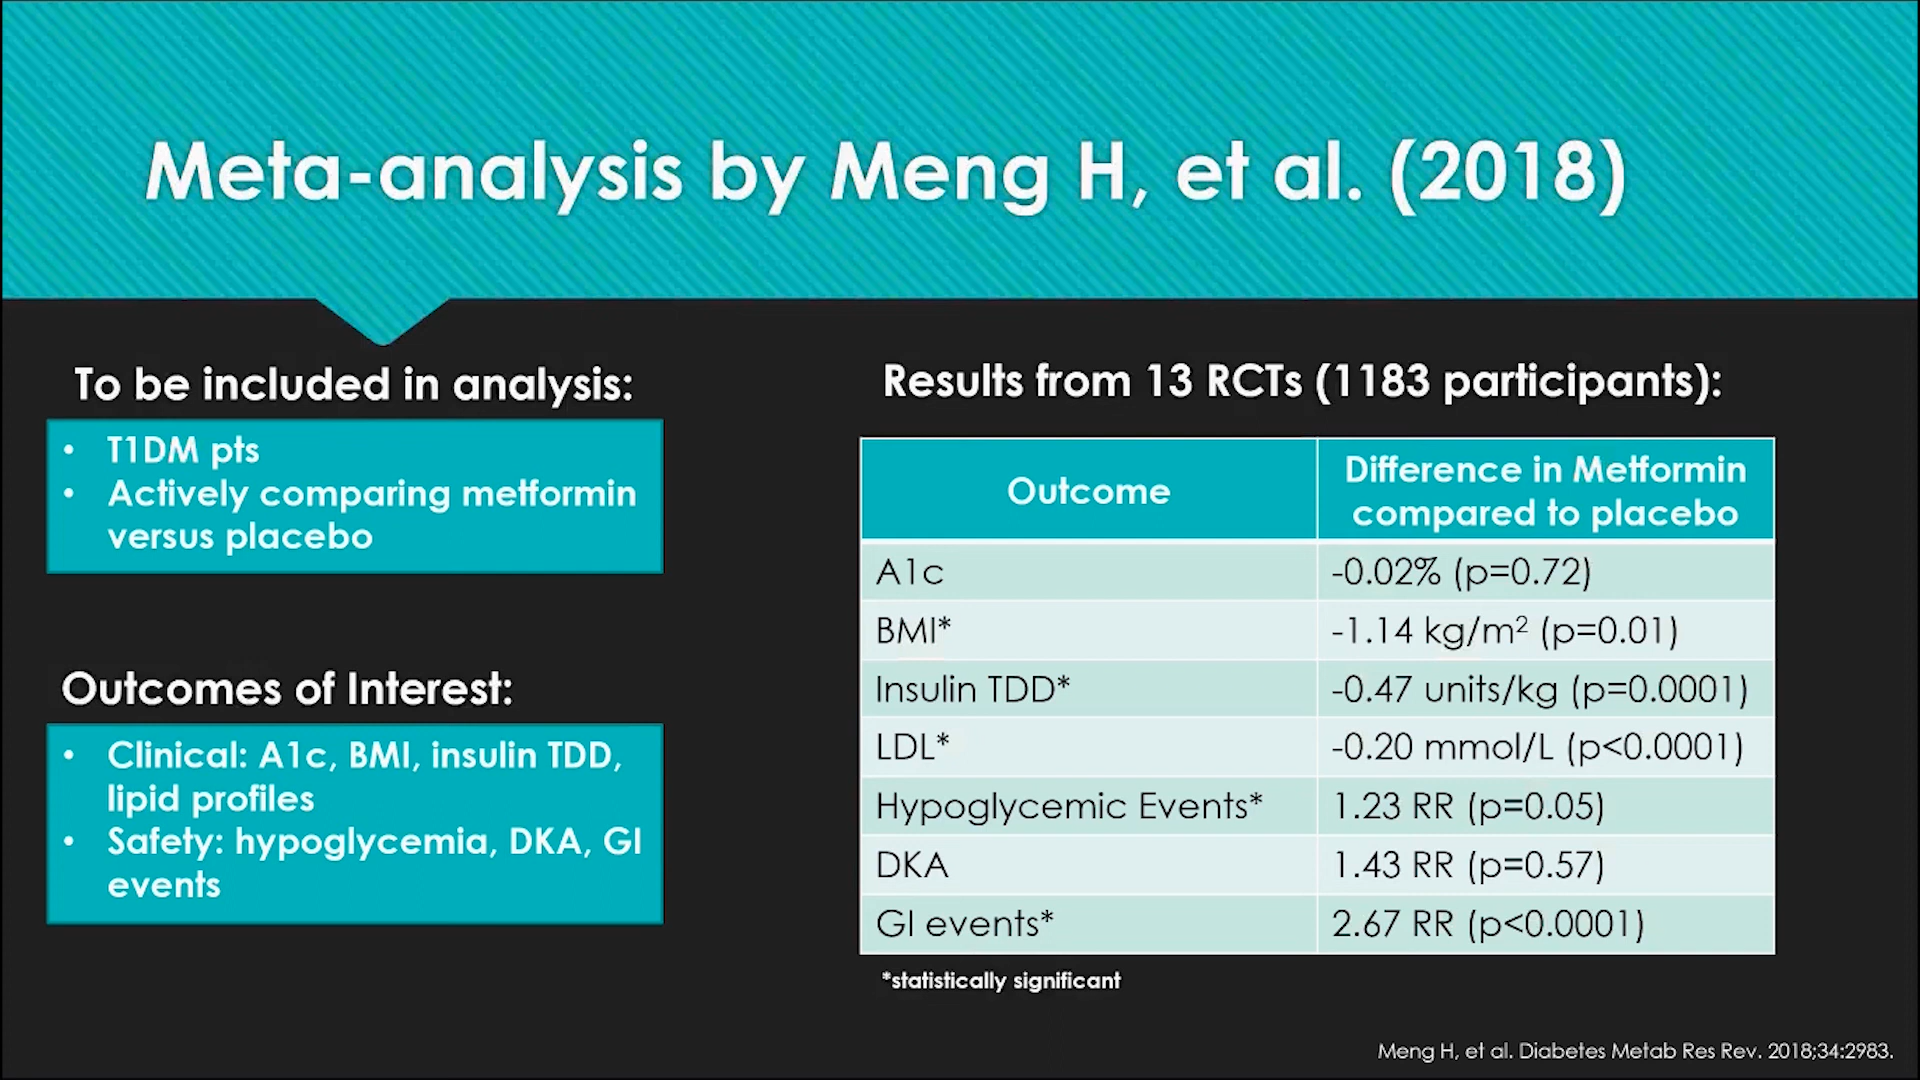 Meta-analysis by Meng H, et al. (2018)
To be included in analysis:
• T1DM pts
• Actively comparing metformin
versus placebo
Outcomes of Interest:
• Clinical: A1c, BMI, insulin TDD,
lipid profiles
• Safety: hypoglycemia, DKA, GI
events
Results from 13 RCTs (1183 participants):
Outcome
Difference in Metformin
compared to placebo
A1c -0.02% (p=0.72)
BMI* -1.14 kg/m² (p=0.01)
Insulin TDD* -0.47 units/kg (p=0.0001)
LDL* -0.20 mmol/L (p<0.0001)
Hypoglycemic Events* 1.23 RR (p=0.05)
DKA 1.43 RR (p=0.57)
GI events* 2.67 RR (p<0.0001)
*statistically significant
Meng H, et al. Diabetes Metab Res Rev. 2018;34:2983.